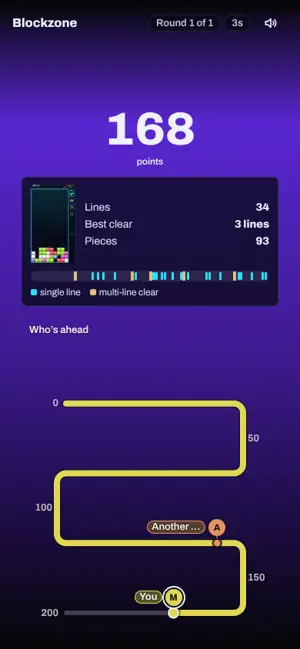 Blockzone
Round 1 of 1
3s
168
points
Lines 34
Best clear 3 lines
Pieces 93
single line
multi-line clear
Who's ahead
0
50
100
Another ...
A
150
You
M
200